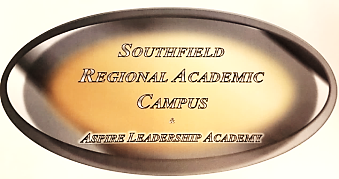 Southfield
Regional Academic
Campus
*
Aspire Leadership Academy